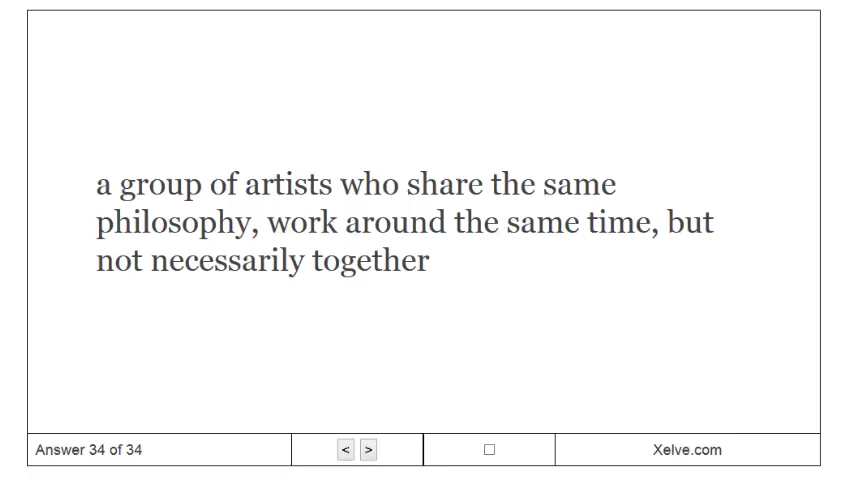 a group of artists who share the same
philosophy, work around the same time, but
not necessarily together
Answer 34 of 34
< >
Xelve.com